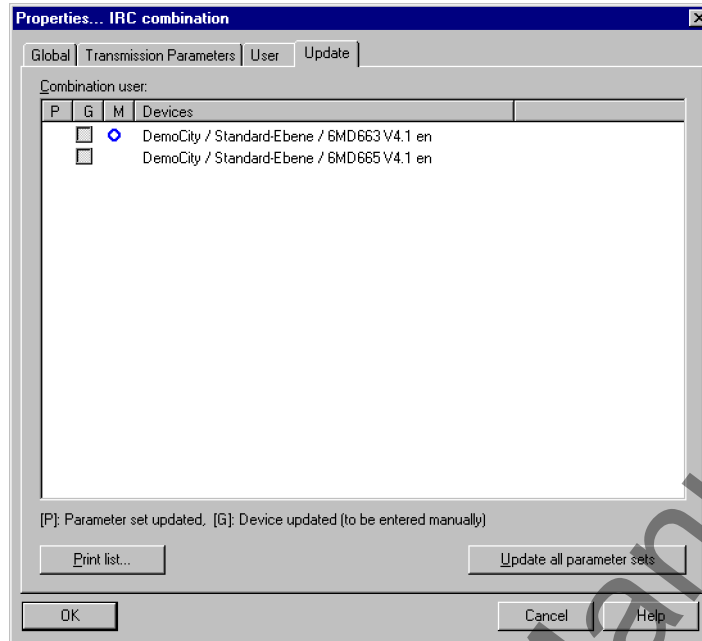 Properties... IRC combination
Global Transmission Parameters User Update
Combination user:
P G M Devices
DemoCity / Standard-Ebene / 6MD663 V4.1 en
DemoCity / Standard-Ebene / 6MD665 V4.1 en
[P]: Parameter set updated, [G]: Device updated (to be entered manually)
Print list... Update all parameter sets
OK Cancel Help